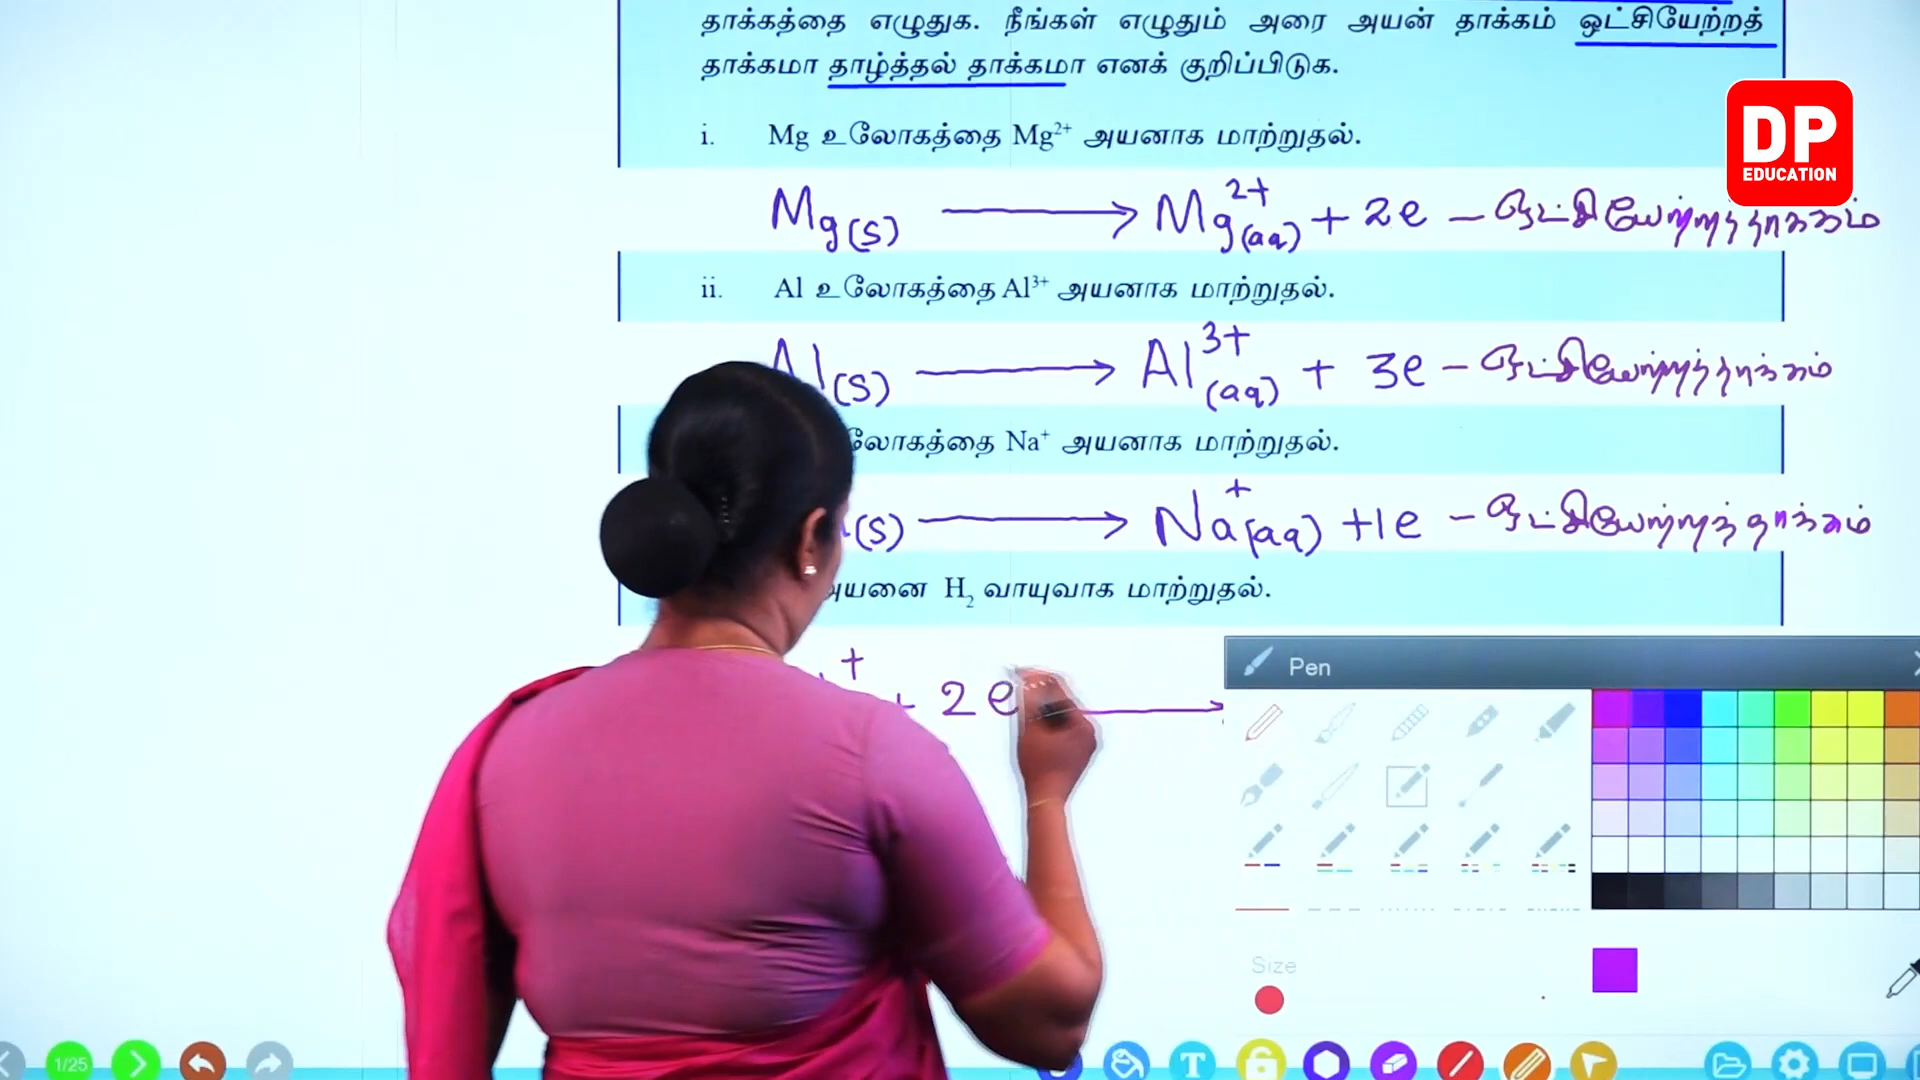 தாக்கத்தை எழுதுக. நீங்கள் எழுதும் அரை அயன் தாக்கம் ஒட்சியேற்றத்
தாக்கமா தாழ்த்தல் தாக்கமா எனக் குறிப்பிடுக.
DP
EDUCATION
i. Mg உலோகத்தை Mg²⁺ அயனாக மாற்றுதல்.
Mg(s) ⟶ Mg²⁺(aq) + 2e – ஒட்சியேற்றத்தாக்கம்
ii. Al உலோகத்தை Al³⁺ அயனாக மாற்றுதல்.
Al(s) ⟶ Al³⁺(aq) + 3e – ஒட்சியேற்றத்தாக்கம்
லோகத்தை Na⁺ அயனாக மாற்றுதல்.
(s) ⟶ Na⁺(aq) + 1e – ஒட்சியேற்றத்தாக்கம்
அயனை H₂ வாயுவாக மாற்றுதல்.
+ + 2e ⟶
Pen
Size
1/25
T